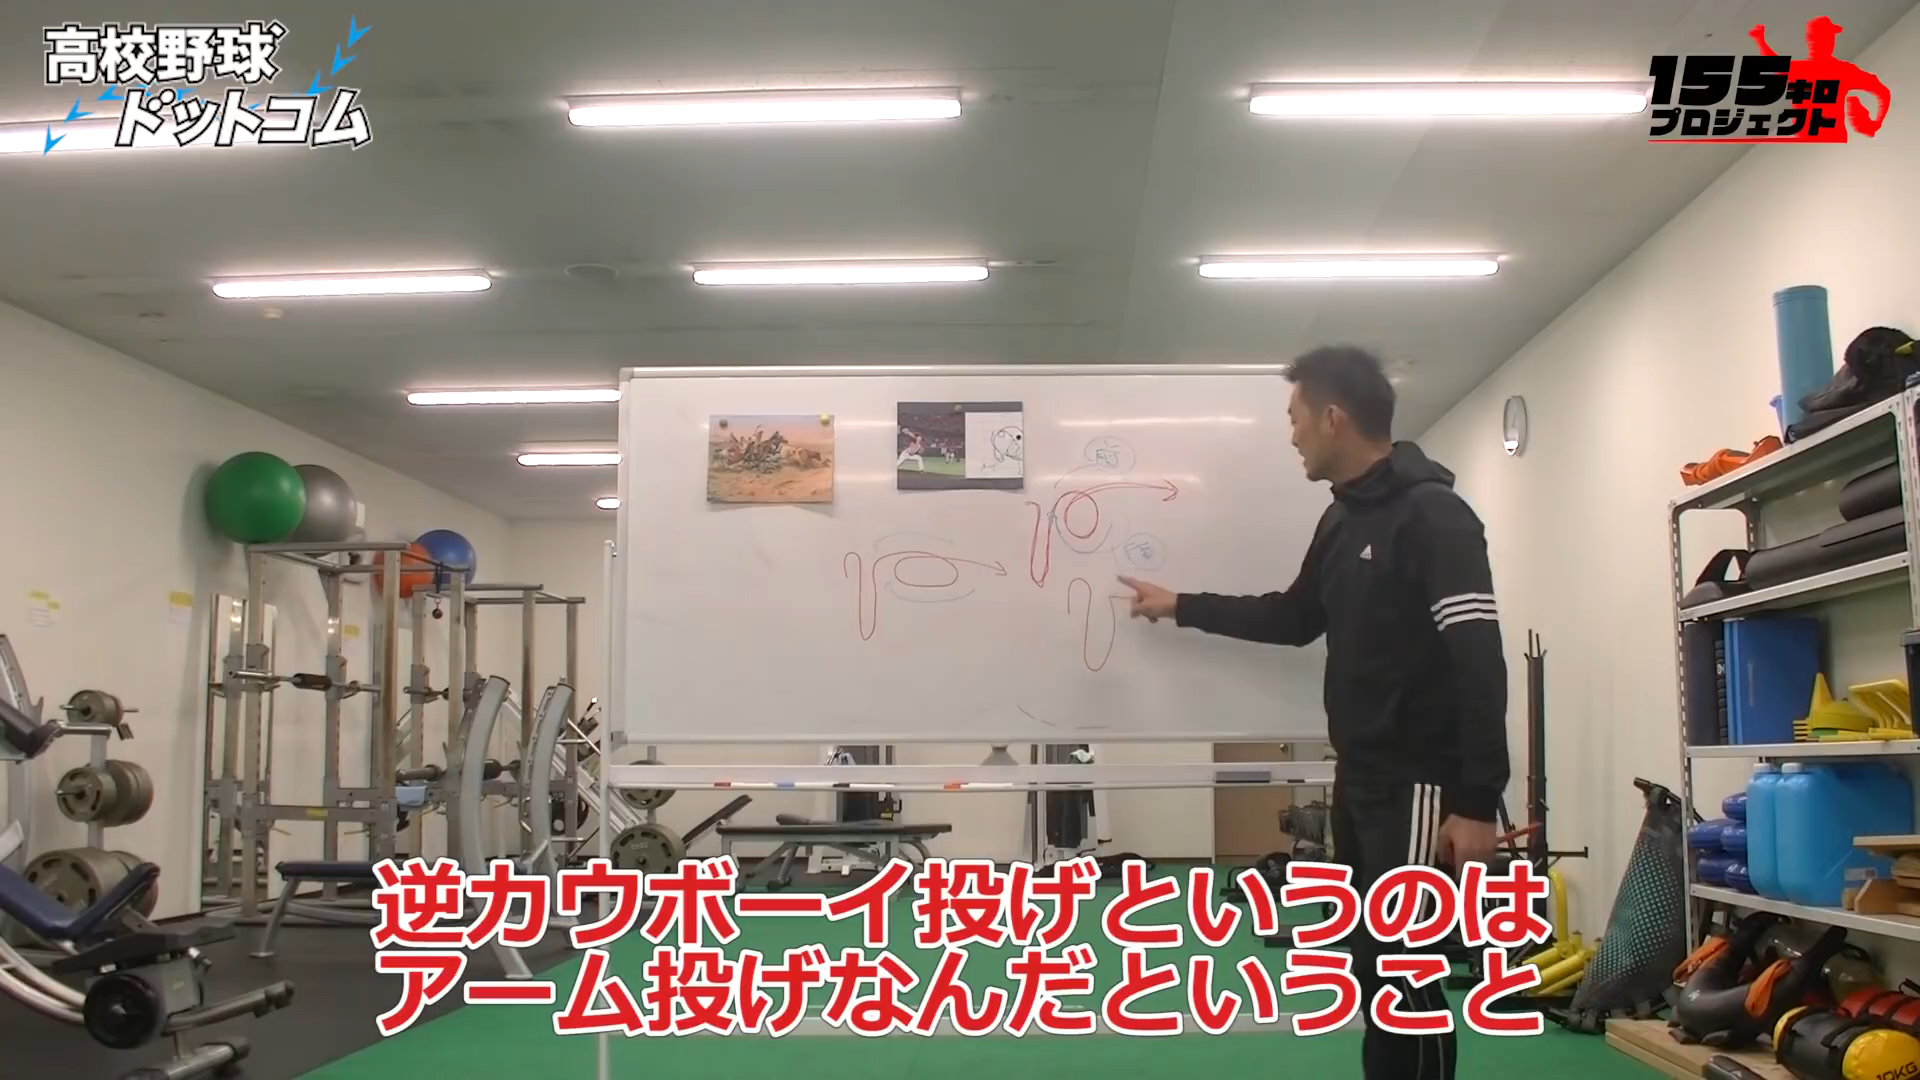 高校野球
ドットコム
155キロ
プロジェクト
逆カウボーイ投げというのは
アーム投げなんだということ
10KG